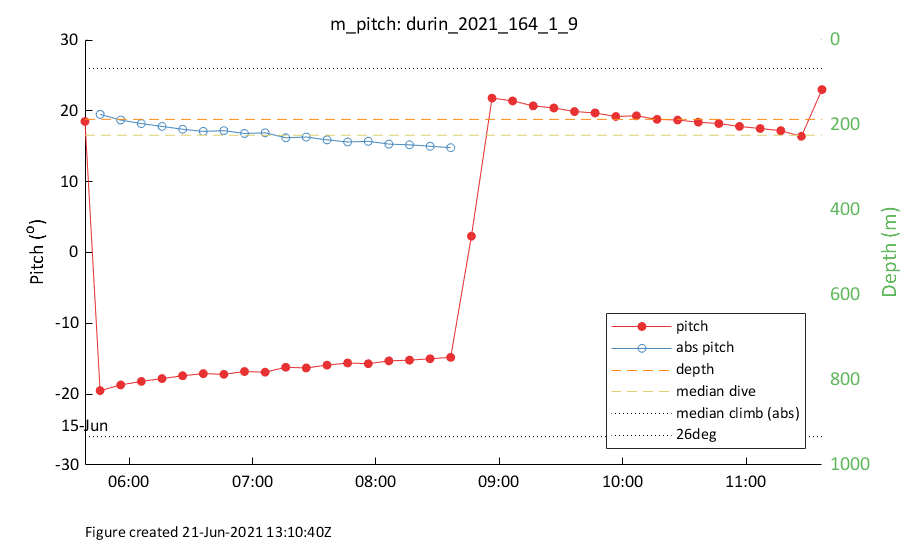 m_pitch: durin_2021_164_1_9
30
20
10
0
-10
-20
-30
Pitch (o)
15-Jun
06:00
07:00
08:00
09:00
10:00
11:00
0
200
400
600
800
1000
Depth (m)
pitch
abs pitch
depth
median dive
median climb (abs)
26deg
Figure created 21-Jun-2021 13:10:40Z